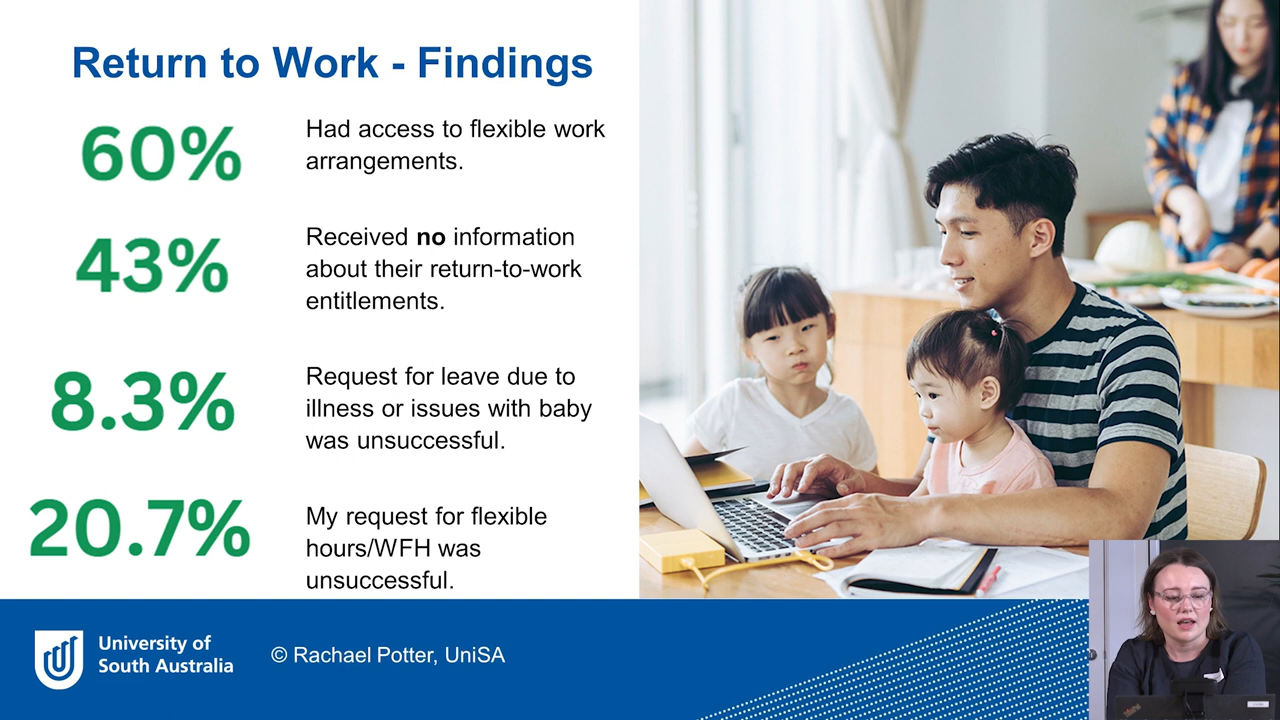 Return to Work - Findings
60%
Had access to flexible work
arrangements.
43%
Received no information
about their return-to-work
entitlements.
8.3%
Request for leave due to
illness or issues with baby
was unsuccessful.
20.7%
My request for flexible
hours/WFH was
unsuccessful.
University of
South Australia
© Rachael Potter, UniSA